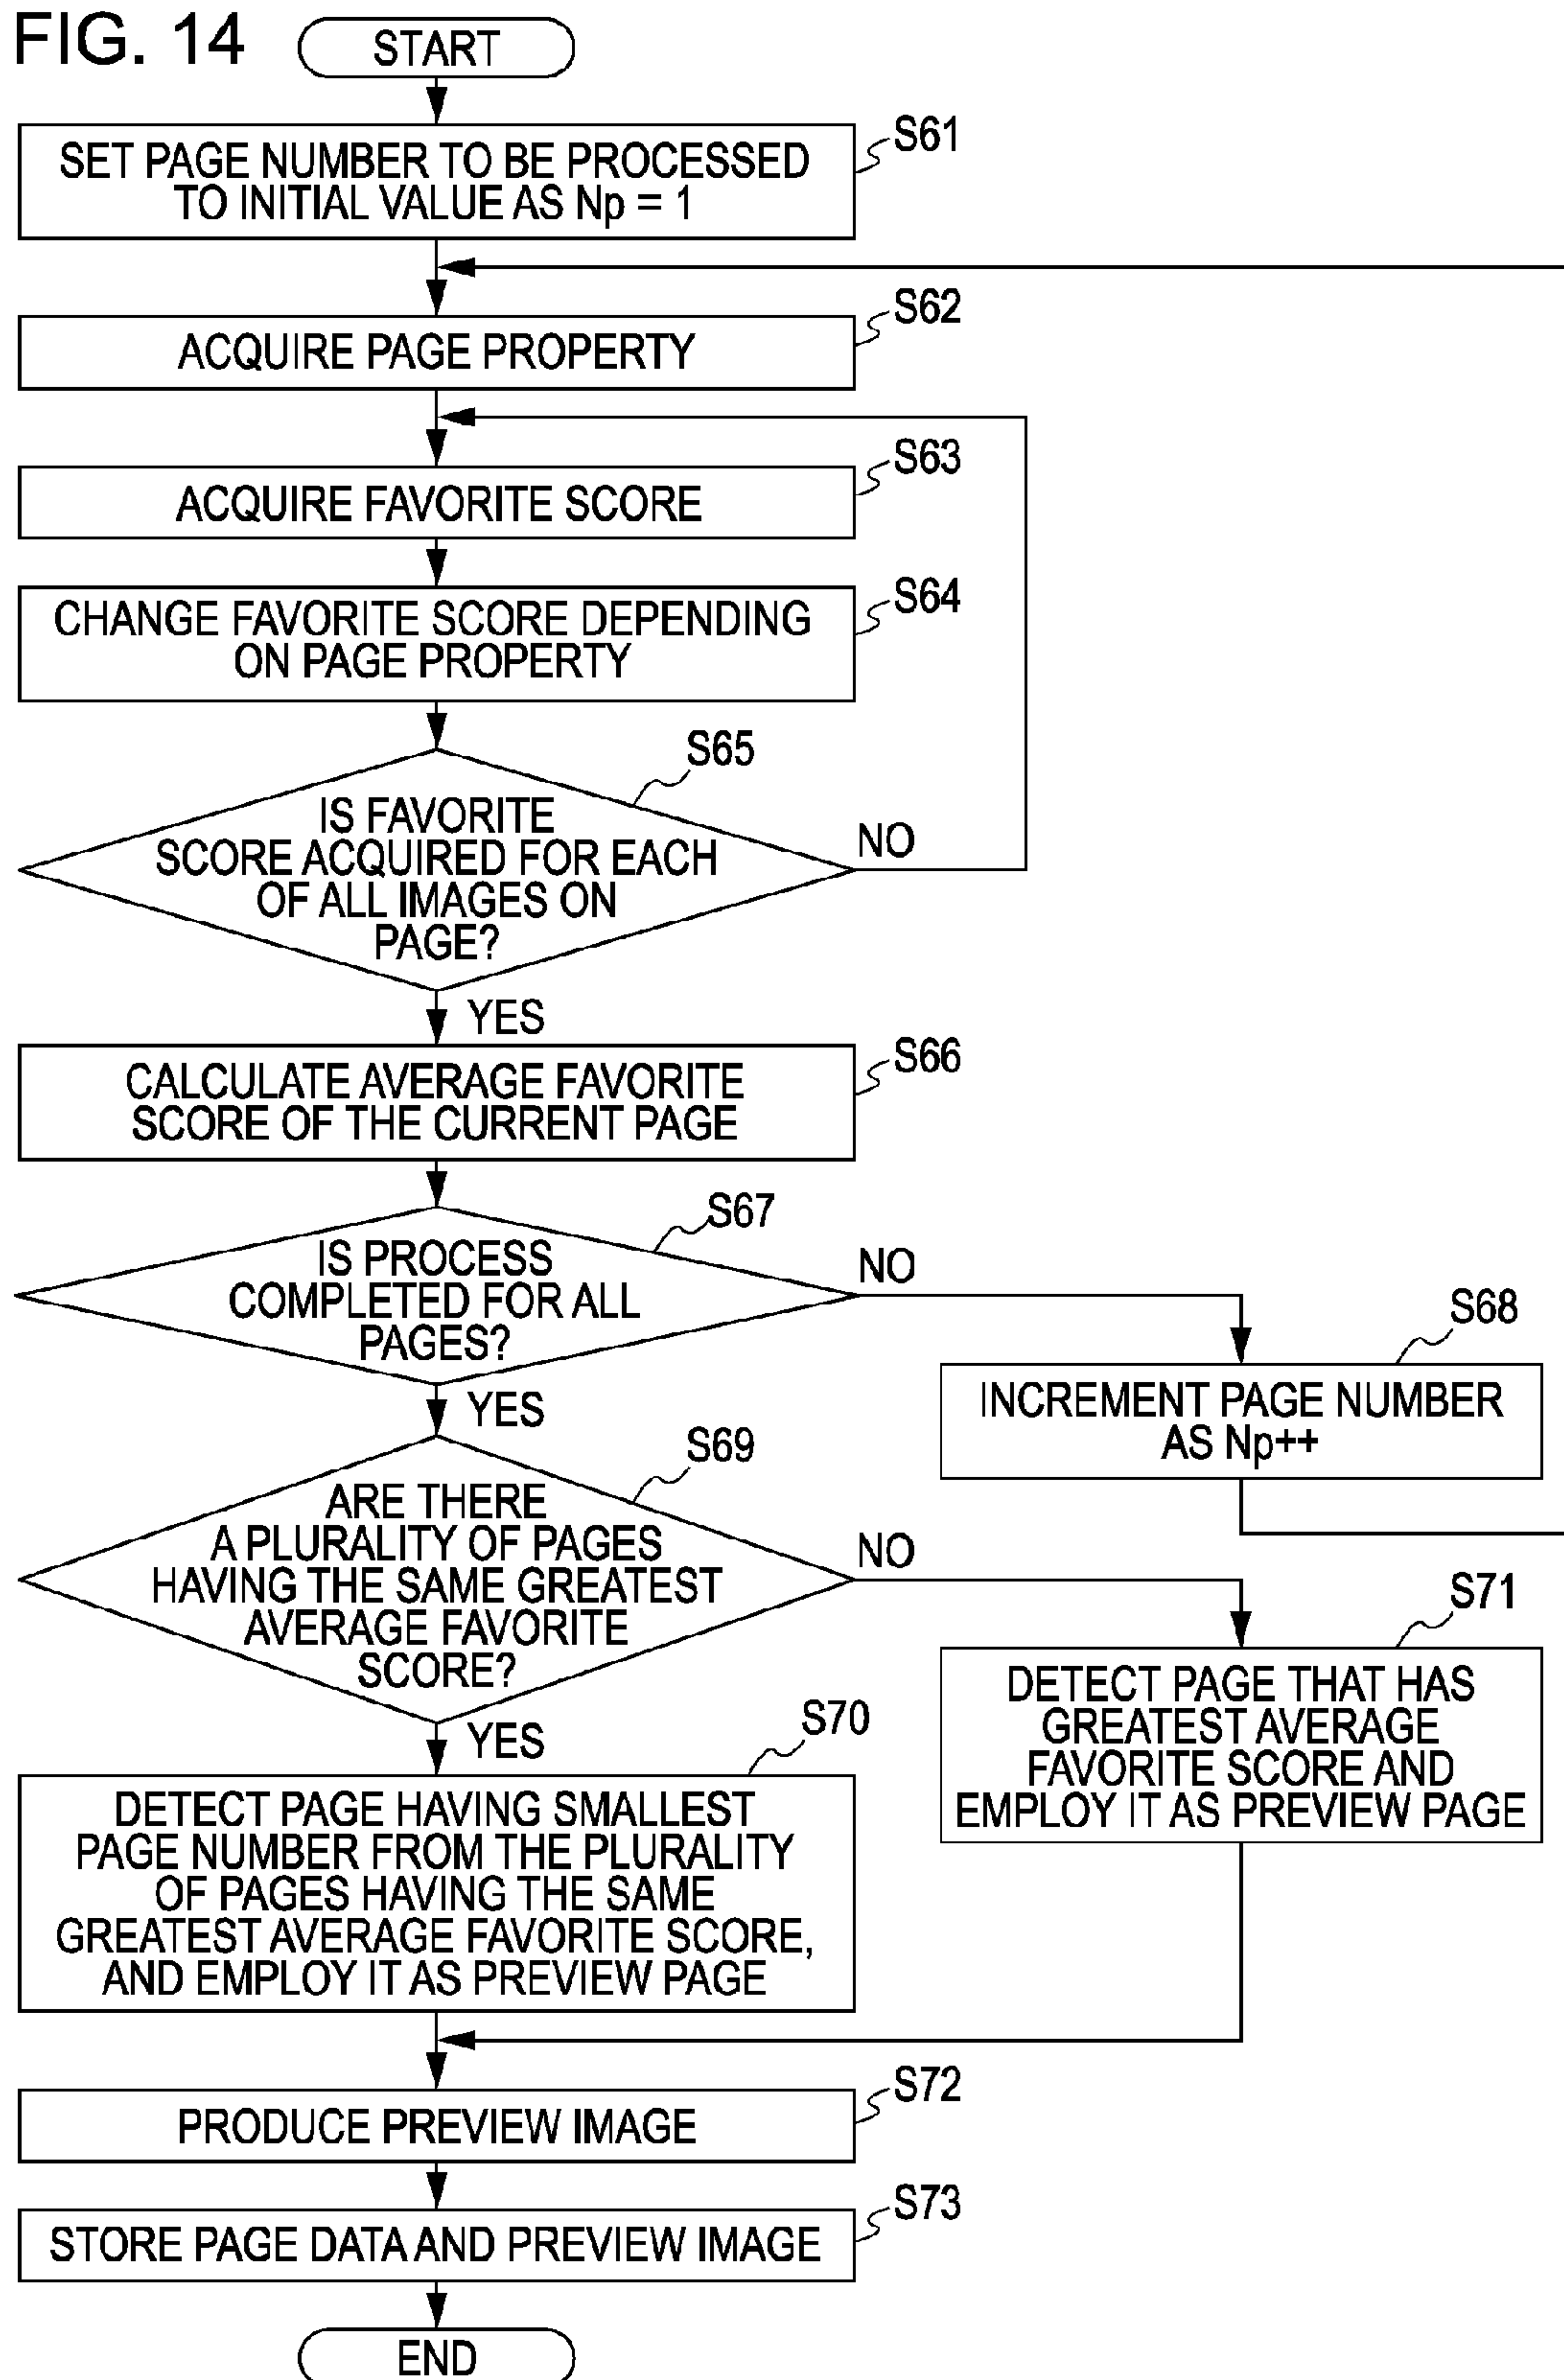 FIG. 14
START
S61
SET PAGE NUMBER TO BE PROCESSED
TO INITIAL VALUE AS Np = 1
S62
ACQUIRE PAGE PROPERTY
S63
ACQUIRE FAVORITE SCORE
S64
CHANGE FAVORITE SCORE DEPENDING
ON PAGE PROPERTY
S65
IS FAVORITE
SCORE ACQUIRED FOR EACH
OF ALL IMAGES ON
PAGE?
NO
YES
S66
CALCULATE AVERAGE FAVORITE
SCORE OF THE CURRENT PAGE
S67
IS PROCESS
COMPLETED FOR ALL
PAGES?
NO
YES
S68
INCREMENT PAGE NUMBER
AS Np++
S69
ARE THERE
A PLURALITY OF PAGES
HAVING THE SAME GREATEST
AVERAGE FAVORITE
SCORE?
NO
YES
S71
DETECT PAGE THAT HAS
GREATEST AVERAGE
FAVORITE SCORE AND
EMPLOY IT AS PREVIEW PAGE
S70
DETECT PAGE HAVING SMALLEST
PAGE NUMBER FROM THE PLURALITY
OF PAGES HAVING THE SAME
GREATEST AVERAGE FAVORITE SCORE,
AND EMPLOY IT AS PREVIEW PAGE
S72
PRODUCE PREVIEW IMAGE
S73
STORE PAGE DATA AND PREVIEW IMAGE
END